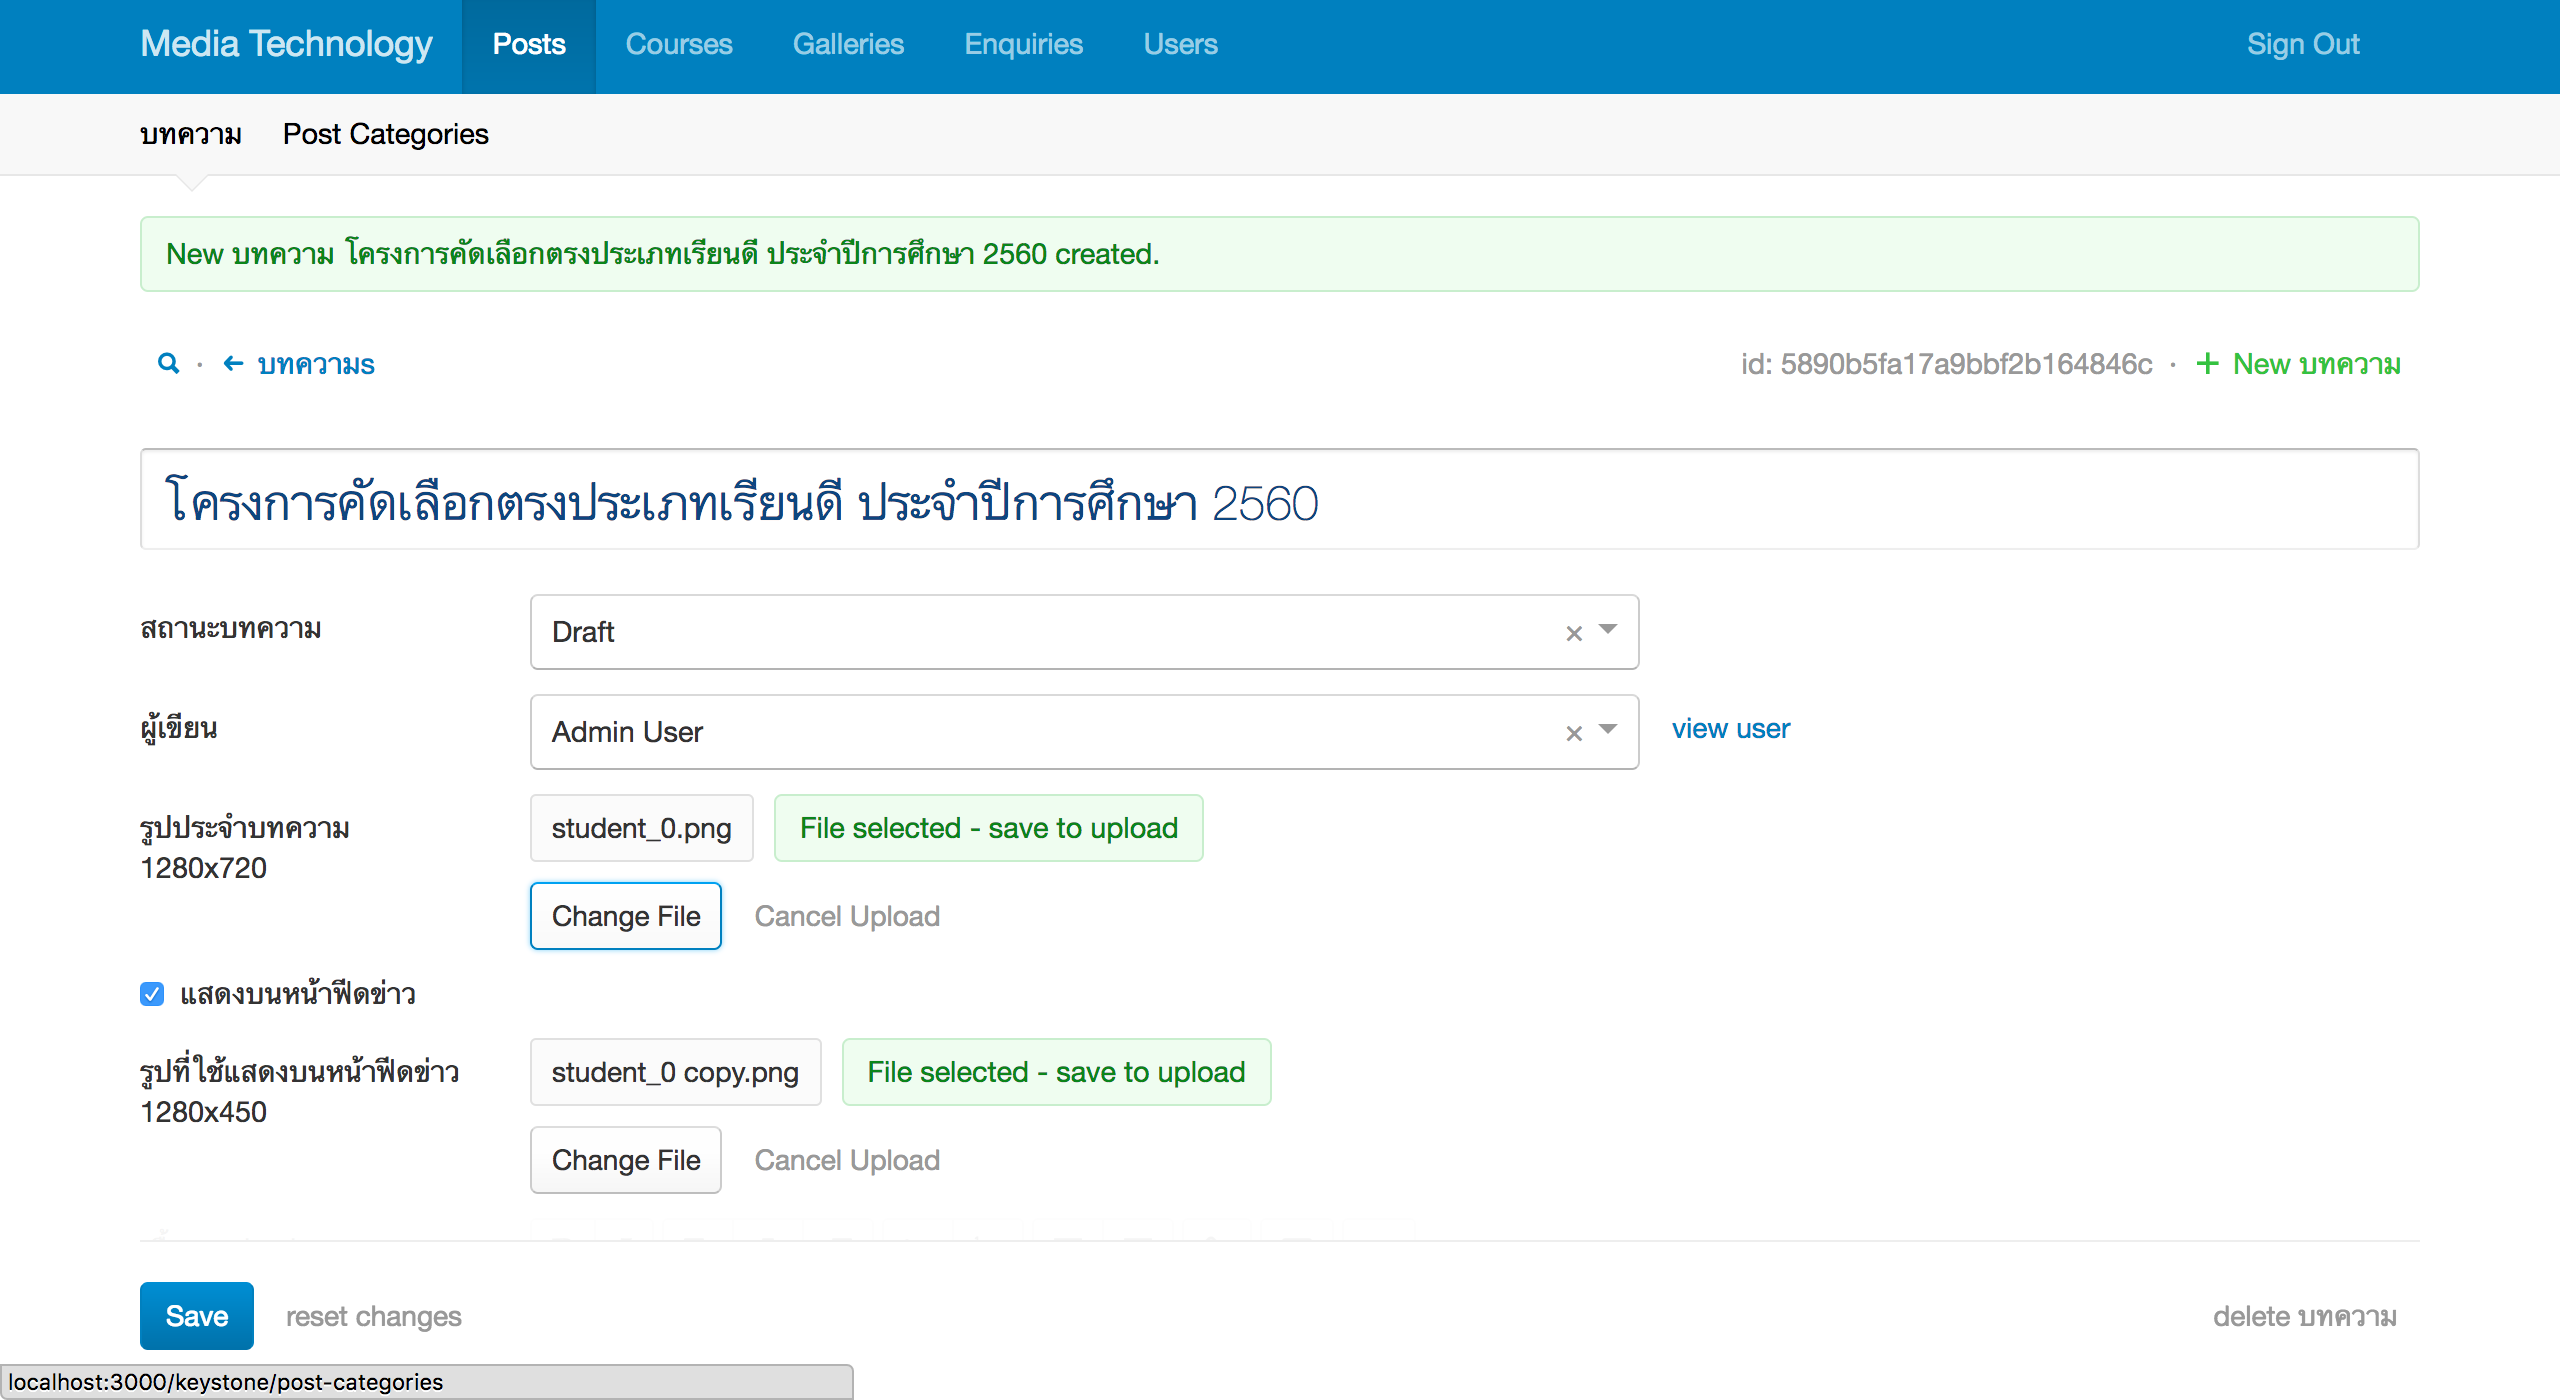 Media Technology Posts Courses Galleries Enquiries Users Sign Out
บทความ Post Categories
New บทความ โครงการคัดเลือกตรงประเภทเรียนดี ประจำปีการศึกษา 2560 created.
· ← บทความs id: 5890b5fa17a9bbf2b164846c · + New บทความ
โครงการคัดเลือกตรงประเภทเรียนดี ประจำปีการศึกษา 2560
สถานะบทความ Draft × 
ผู้เขียน Admin User × view user
รูปประจำบทความ student_0.png File selected - save to upload
1280x720
Change File Cancel Upload
แสดงบนหน้าฟีดข่าว
รูปที่ใช้แสดงบนหน้าฟีดข่าว student_0 copy.png File selected - save to upload
1280x450
Change File Cancel Upload
Save reset changes delete บทความ
localhost:3000/keystone/post-categories